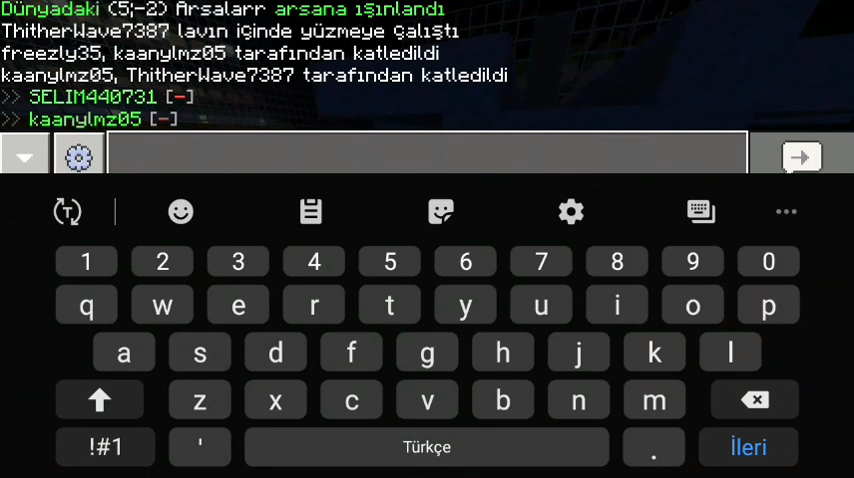 Dünyadaki (5;-2) Arsalarr arsana ışınlandı
ThitherWave7387 lavın içinde yüzmeye çalıştı
freezly35, kaanylmz05 tarafından katledildi
kaanylmz05, ThitherWave7387 tarafından katledildi
>> SELIM440731 [-]
>> kaanylmz05 [-]
T
1 2 3 4 5 6 7 8 9 0
q w e r t y u i o p
a s d f g h j k l
z x c v b n m
!#1 ' Türkçe . İleri